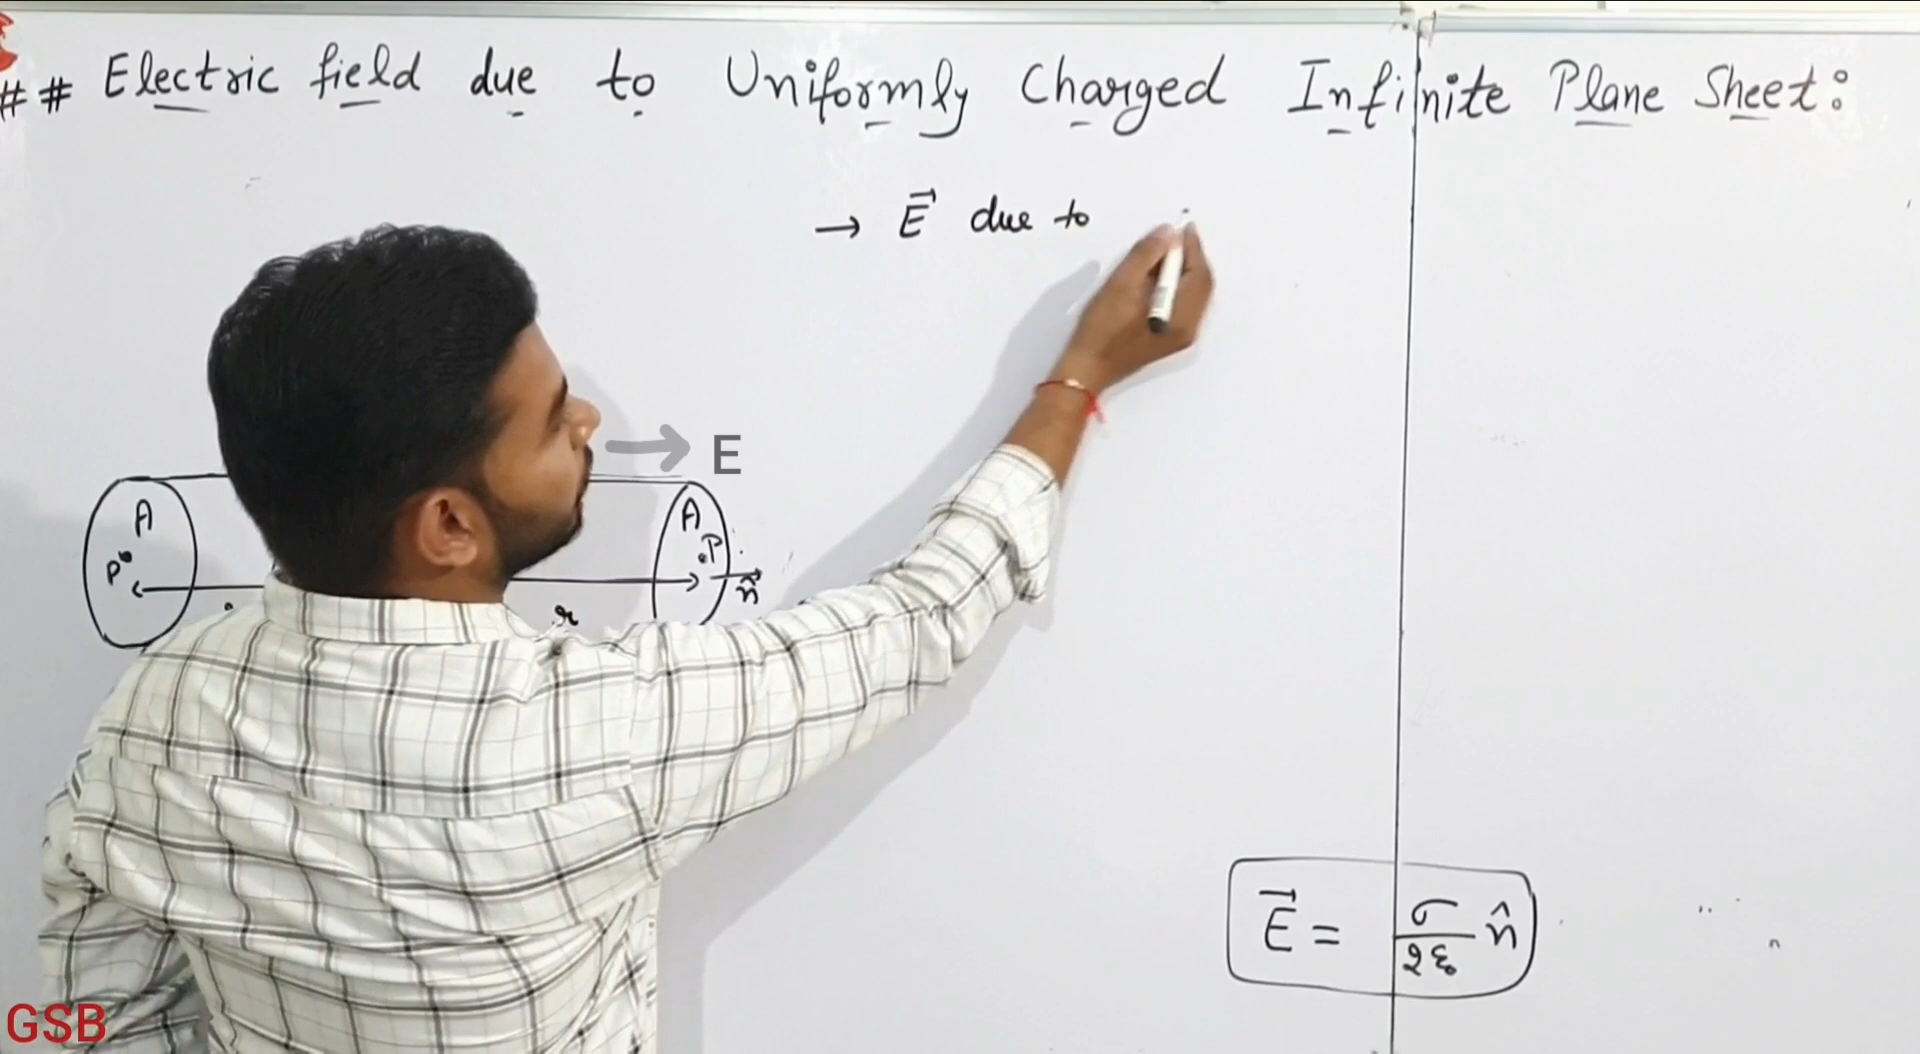 ## Electric field due to Uniformly Charged Infinite Plane Sheet:
→ E⃗ due to
→ E
A A
P P
n̂
r
E⃗ = σ/2ε₀ n̂
GSB